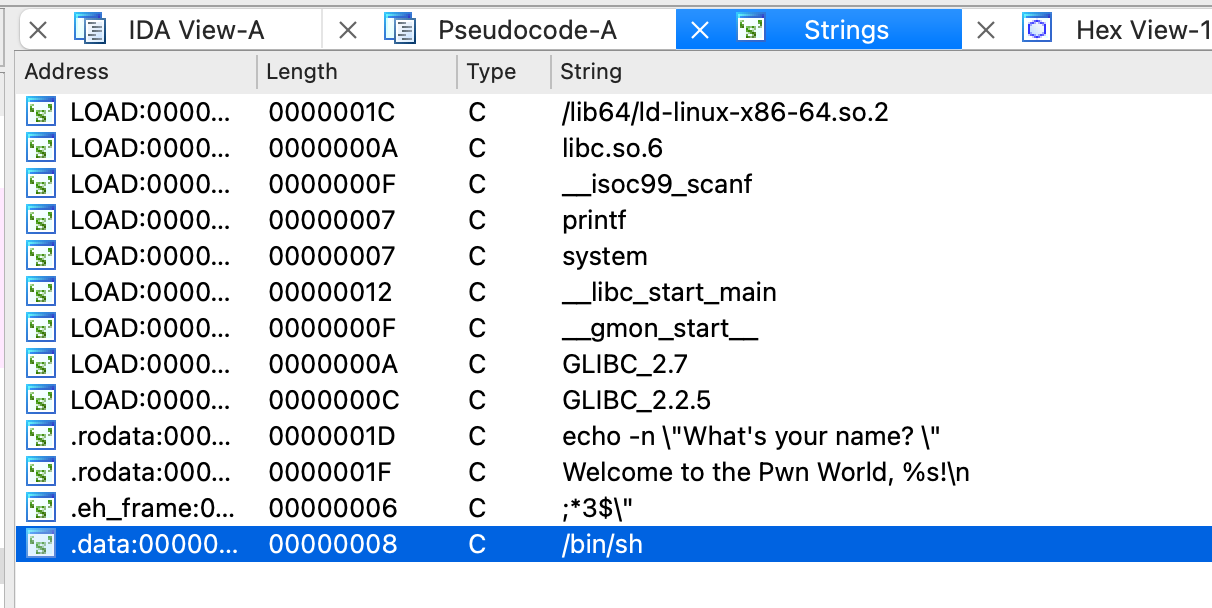 IDA View-A Pseudocode-A Strings Hex View-1
Address Length Type String
LOAD:0000... 0000001C C /lib64/ld-linux-x86-64.so.2
LOAD:0000... 0000000A C libc.so.6
LOAD:0000... 0000000F C __isoc99_scanf
LOAD:0000... 00000007 C printf
LOAD:0000... 00000007 C system
LOAD:0000... 00000012 C __libc_start_main
LOAD:0000... 0000000F C __gmon_start__
LOAD:0000... 0000000A C GLIBC_2.7
LOAD:0000... 0000000C C GLIBC_2.2.5
.rodata:000... 0000001D C echo -n \"What's your name? \"
.rodata:000... 0000001F C Welcome to the Pwn World, %s!\n
.eh_frame:0... 00000006 C ;*3$\"
.data:00000... 00000008 C /bin/sh